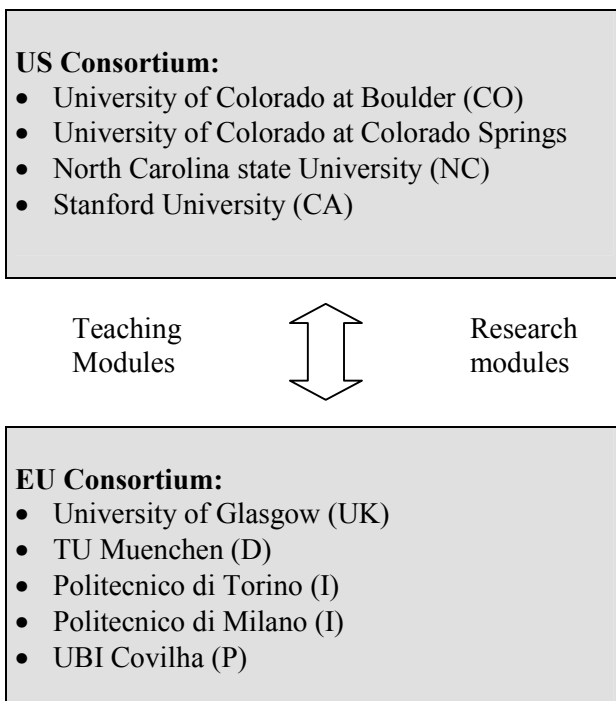 US Consortium:
• University of Colorado at Boulder (CO)
• University of Colorado at Colorado Springs
• North Carolina state University (NC)
• Stanford University (CA)
Teaching Modules
Research modules
EU Consortium:
• University of Glasgow (UK)
• TU Muenchen (D)
• Politecnico di Torino (I)
• Politecnico di Milano (I)
• UBI Covilha (P)